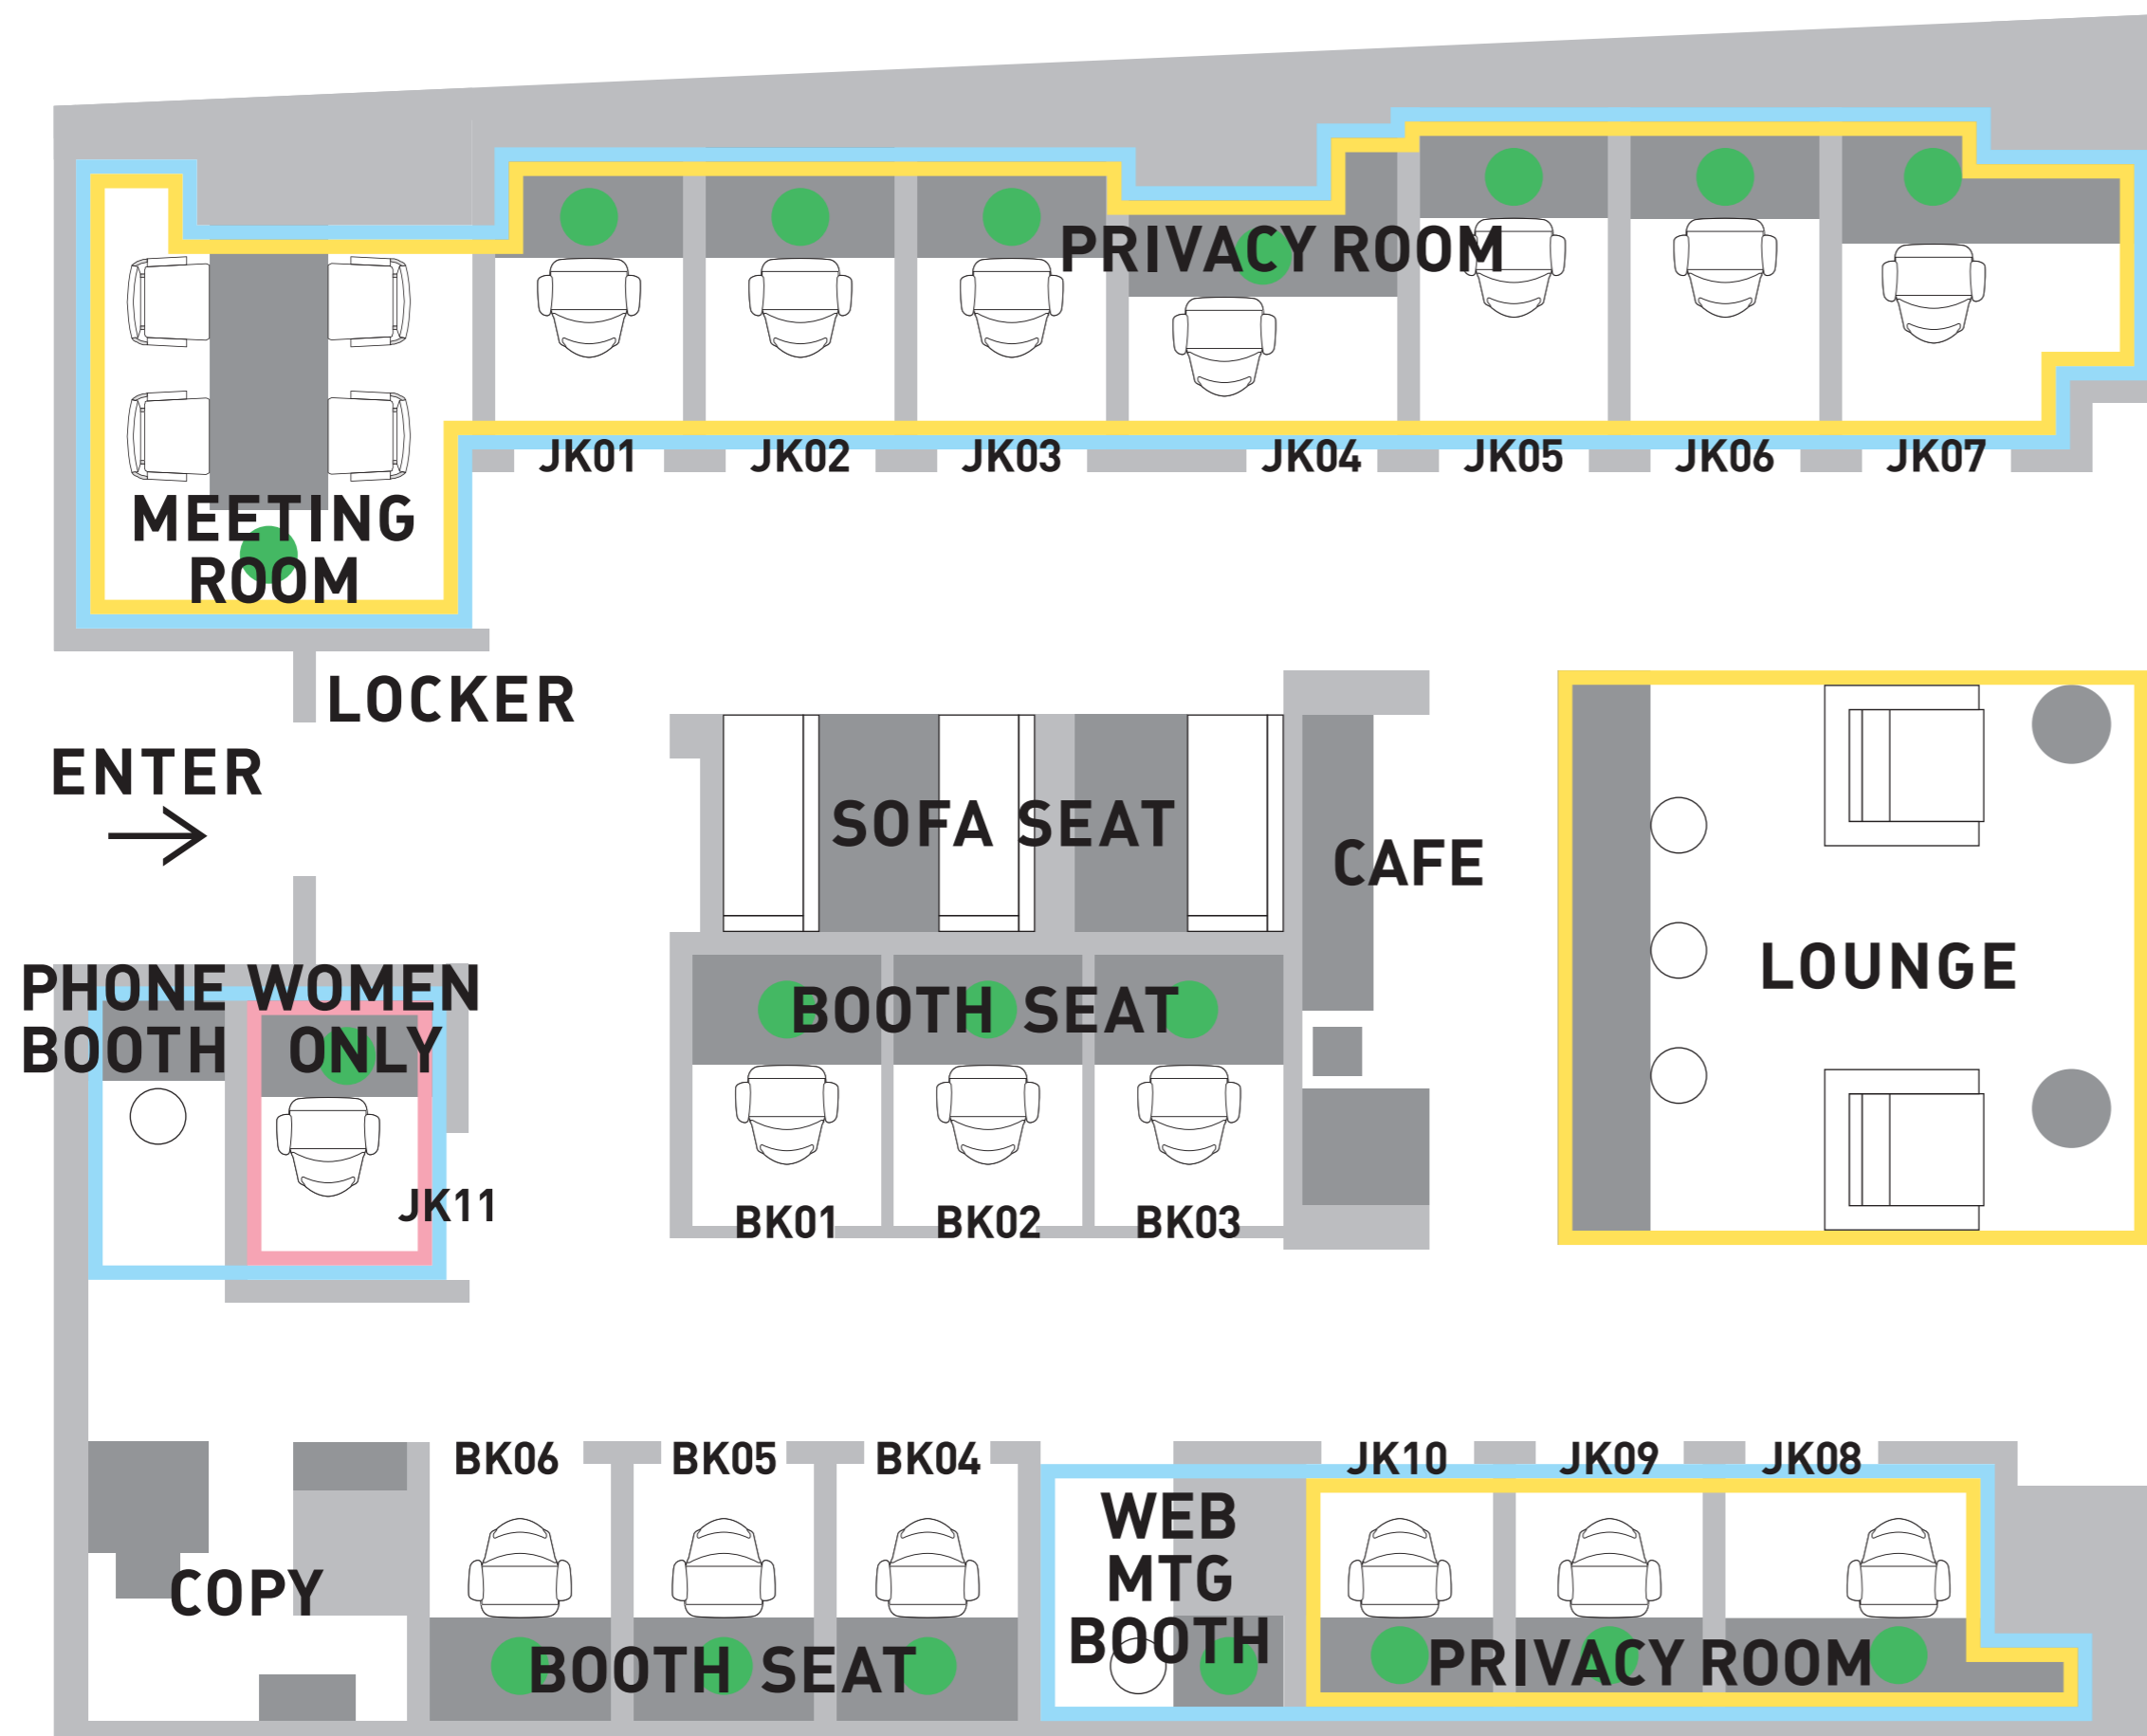 PRIVACY ROOM
JK01
JK02
JK03
JK04
JK05
JK06
JK07
MEETING
ROOM
LOCKER
ENTER
SOFA SEAT
CAFE
LOUNGE
PHONE
BOOTH
WOMEN
ONLY
JK11
BOOTH SEAT
BK01
BK02
BK03
BK06
BK05
BK04
JK10
JK09
JK08
COPY
BOOTH SEAT
WEB
MTG
BOOTH
PRIVACY ROOM